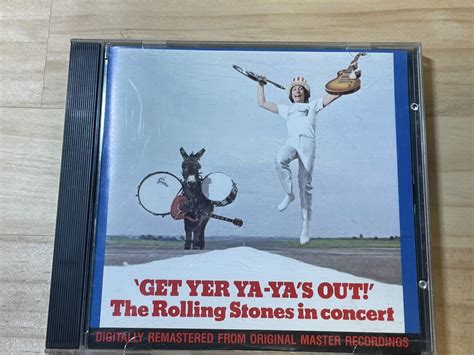 'GET YER YA-YA'S OUT!'
The Rolling Stones in concert
DIGITALLY REMASTERED FROM ORIGINAL MASTER RECORDINGS